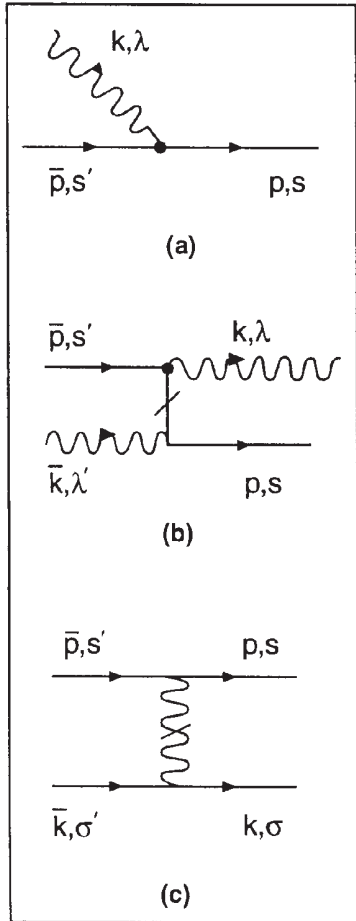 k,λ
p̄,s′ p,s
(a)
p̄,s′ k,λ
k̄,λ′ p,s
(b)
p̄,s′ p,s
k̄,σ′ k,σ
(c)